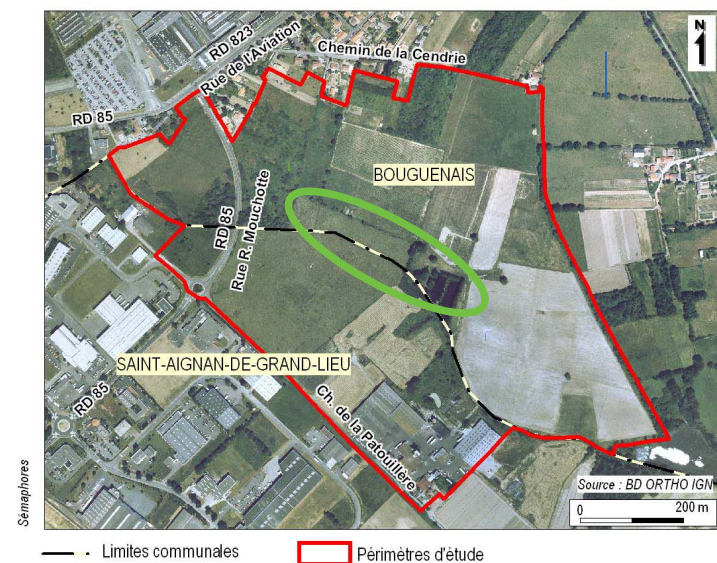 N
RD 823
Rue de l'Aviation
Chemin de la Cendrie
RD 85
BOUGUENAIS
RD 85
Rue R. Mouchotte
SAINT-AIGNAN-DE-GRAND-LIEU
RD 85
Ch. de la Patouillère
Sémaphores
Source : BD ORTHO IGN
0 200 m
Limites communales
Périmètres d'étude